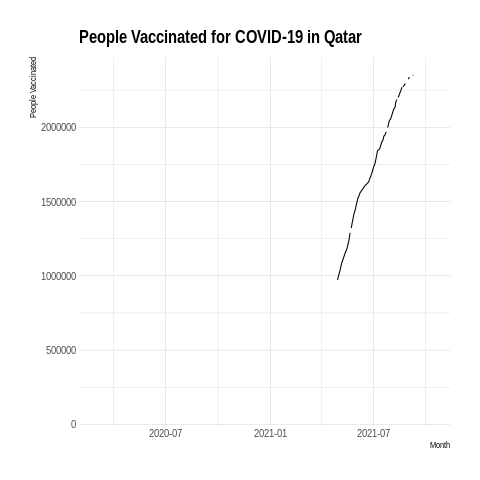 People Vaccinated for COVID-19 in Qatar
People Vaccinated
2000000
1500000
1000000
500000
0
2020-07 2021-01 2021-07
Month